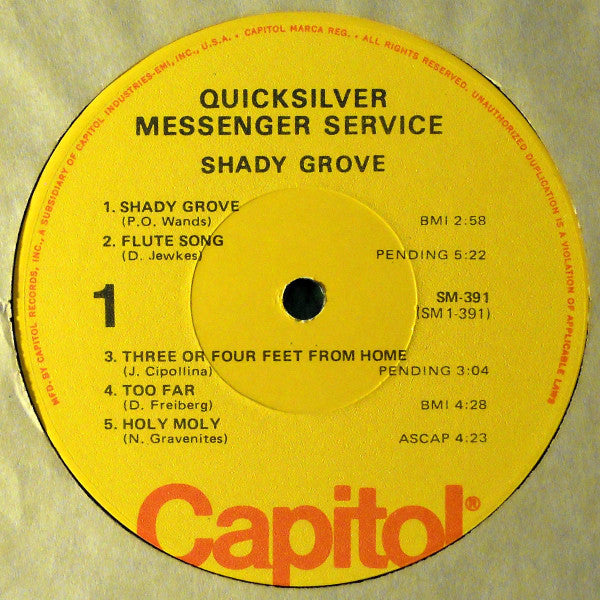 MFD. BY CAPITOL RECORDS, INC., A SUBSIDIARY OF CAPITOL INDUSTRIES-EMI, INC., U.S.A. • CAPITOL MARCA REG. • ALL RIGHTS RESERVED. UNAUTHORIZED DUPLICATION IS A VIOLATION OF APPLICABLE LAWS
QUICKSILVER
MESSENGER SERVICE
SHADY GROVE
1. SHADY GROVE
(P.O. Wands) BMI 2:58
2. FLUTE SONG
(D. Jewkes) PENDING 5:22
1
SM-391
(SM1-391)
3. THREE OR FOUR FEET FROM HOME
(J. Cipollina) PENDING 3:04
4. TOO FAR
(D. Freiberg) BMI 4:28
5. HOLY MOLY
(N. Gravenites) ASCAP 4:23
Capitol®